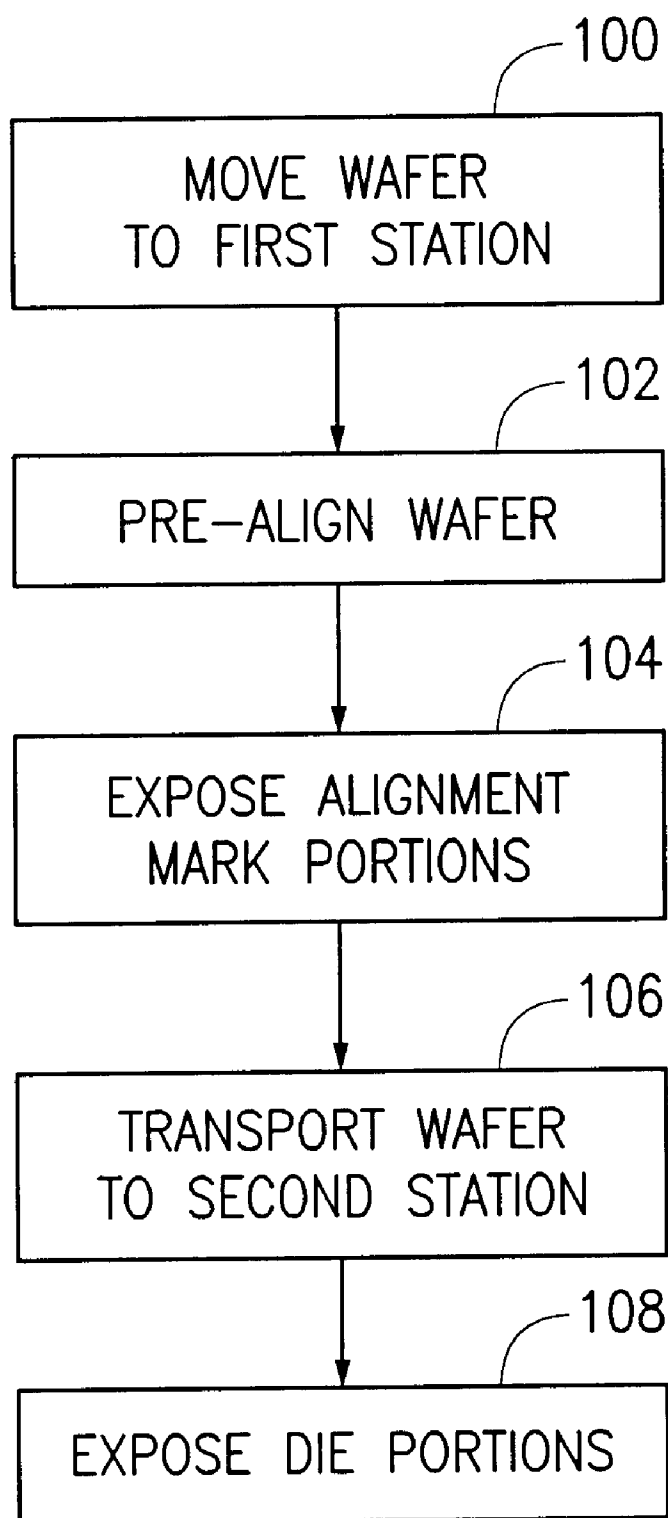 100
MOVE WAFER
TO FIRST STATION
102
PRE-ALIGN WAFER
104
EXPOSE ALIGNMENT
MARK PORTIONS
106
TRANSPORT WAFER
TO SECOND STATION
108
EXPOSE DIE PORTIONS